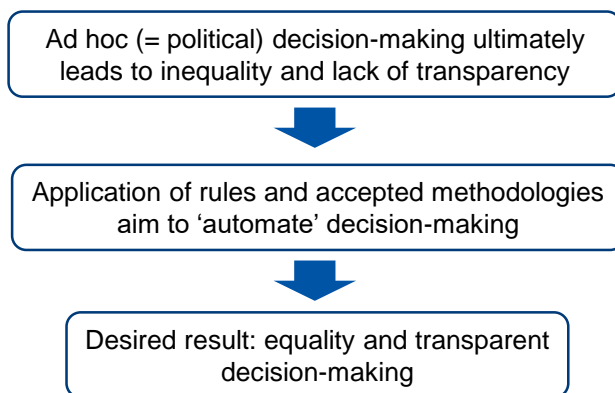 Ad hoc (= political) decision-making ultimately
leads to inequality and lack of transparency
Application of rules and accepted methodologies
aim to ‘automate’ decision-making
Desired result: equality and transparent
decision-making